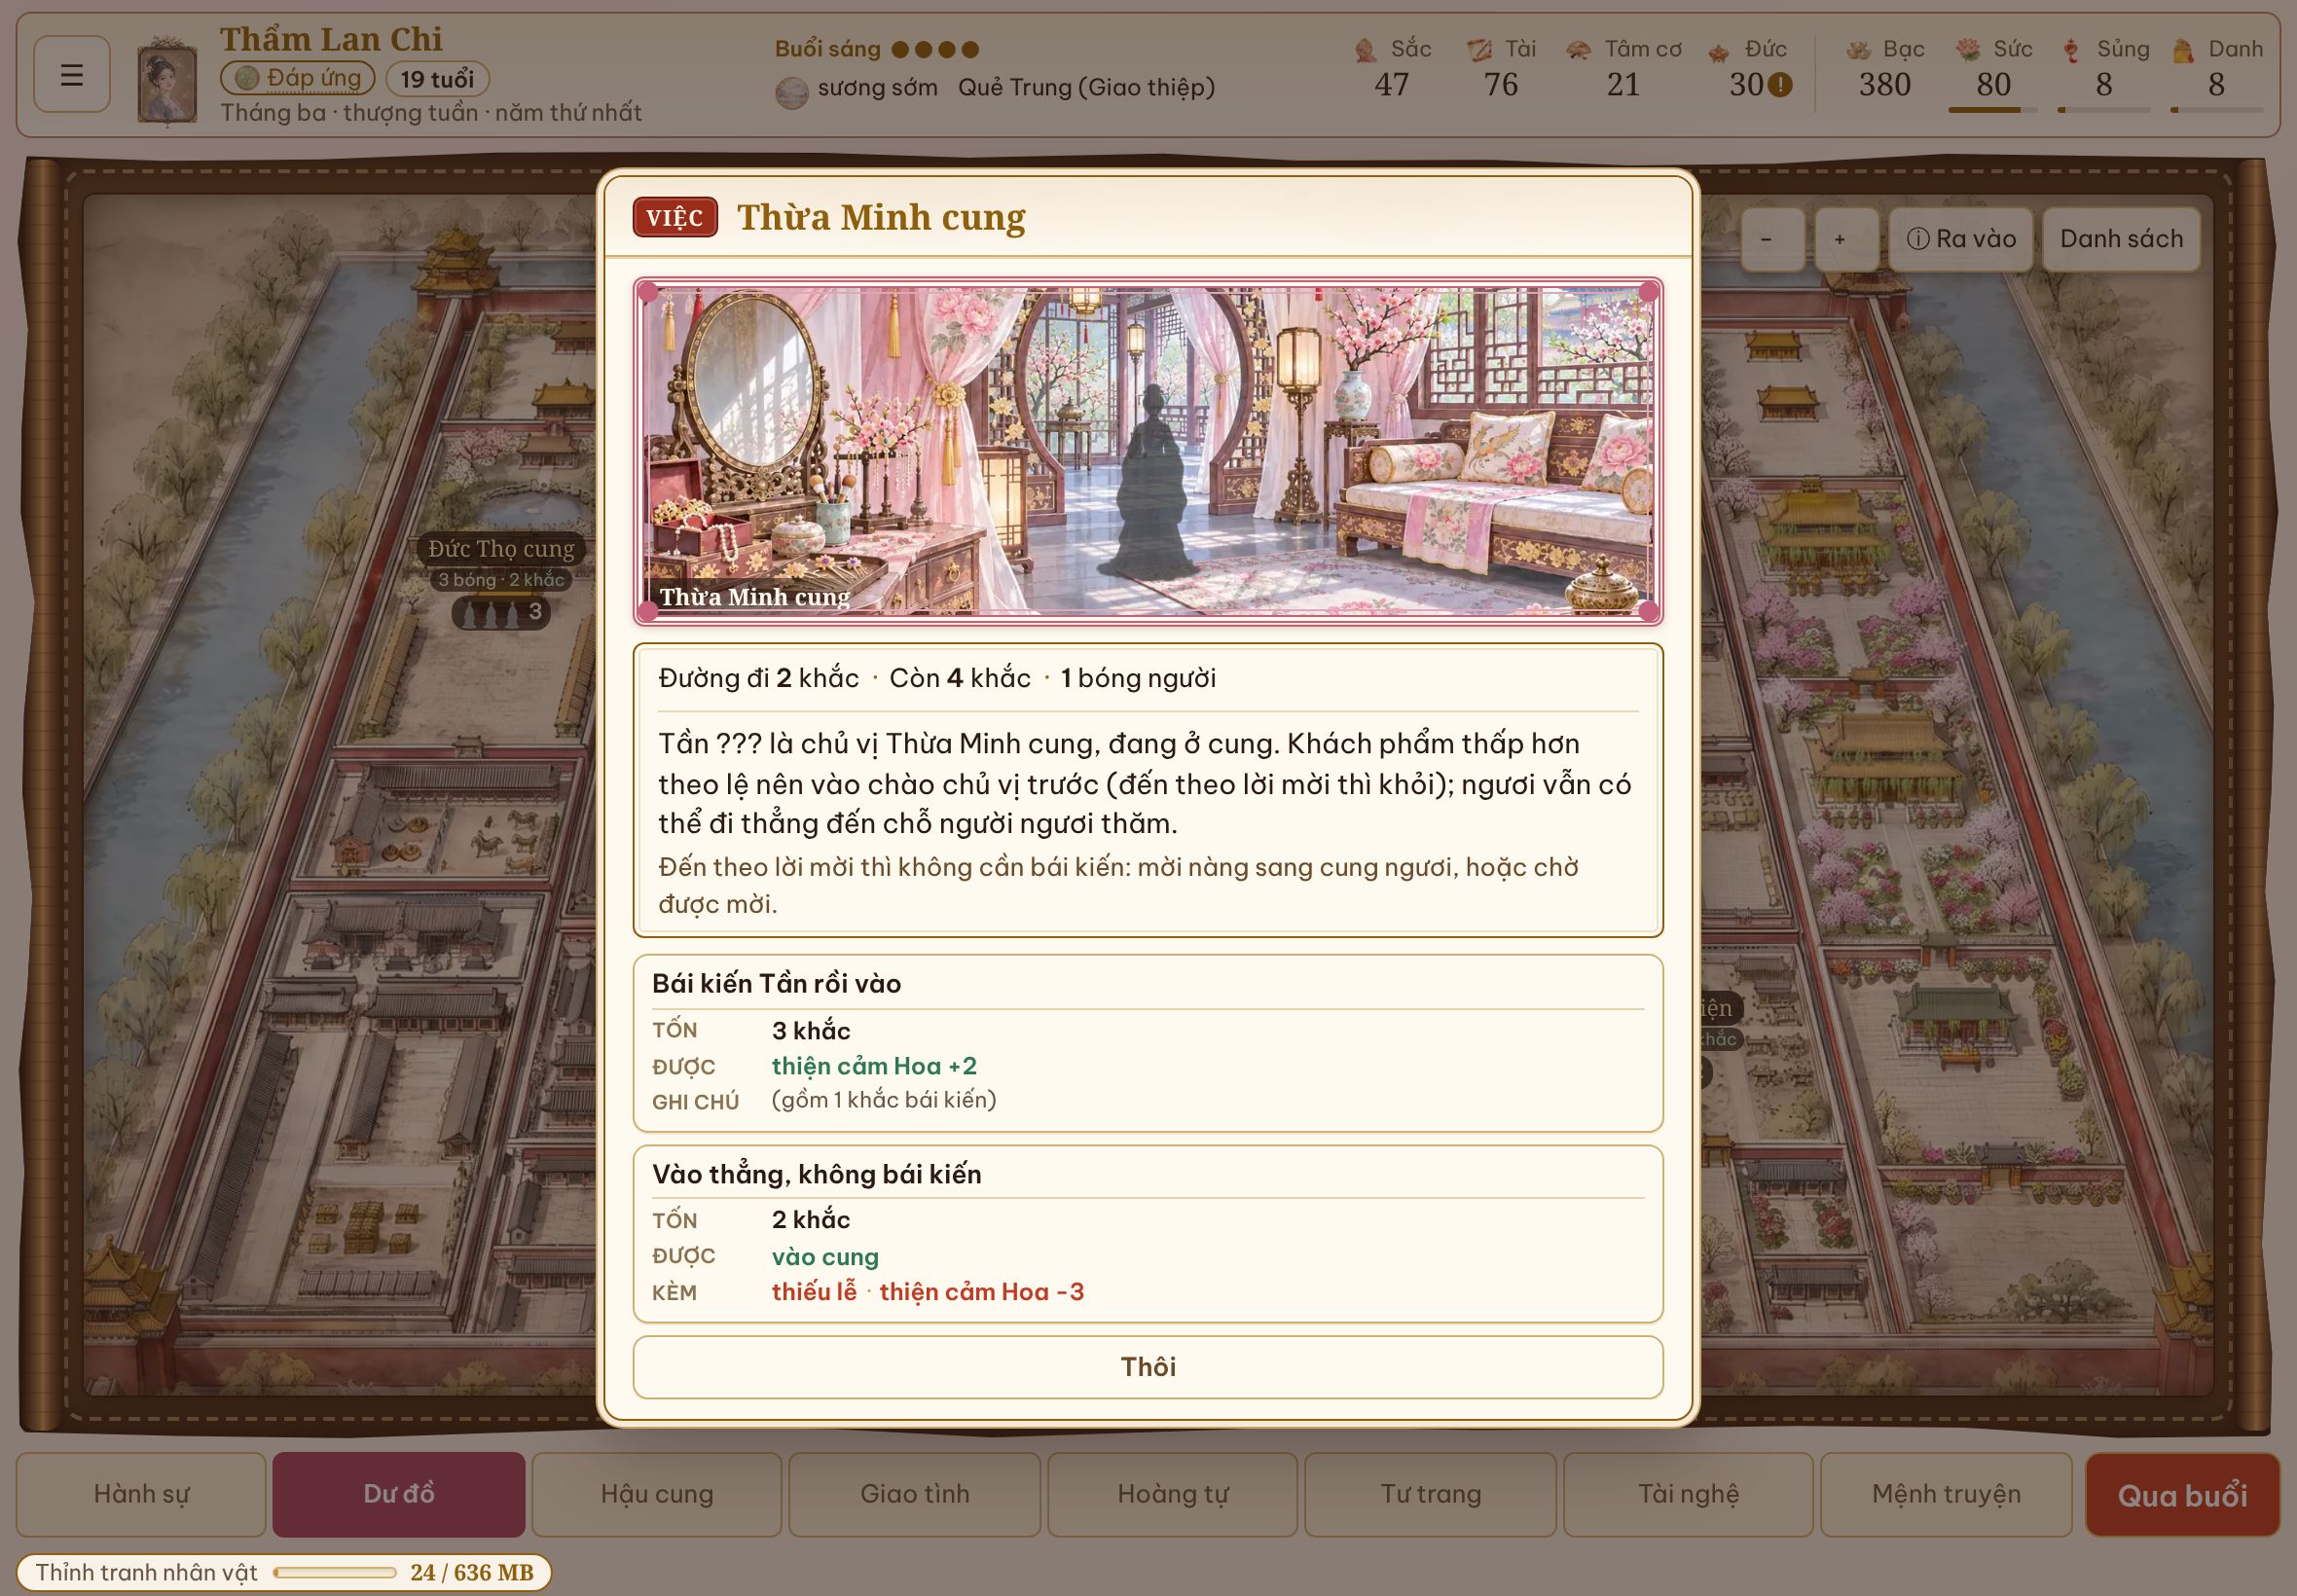 ☰
Thẩm Lan Chi
Đáp ứng 19 tuổi
Tháng ba · thượng tuần · năm thứ nhất
Buổi sáng
sương sớm Quẻ Trung (Giao thiệp)
Sắc Tài Tâm cơ Đức Bạc Sức Sủng Danh
47 76 21 30 ! 380 80 8 8
VIỆC Thừa Minh cung
- + ⓘ Ra vào Danh sách
Đức Thọ cung
3 bóng · 2 khắc
3
Thừa Minh cung
Đường đi 2 khắc · Còn 4 khắc · 1 bóng người
Tần ??? là chủ vị Thừa Minh cung, đang ở cung. Khách phẩm thấp hơn
theo lệ nên vào chào chủ vị trước (đến theo lời mời thì khỏi); ngươi vẫn có
thể đi thẳng đến chỗ người ngươi thăm.
Đến theo lời mời thì không cần bái kiến: mời nàng sang cung ngươi, hoặc chờ
được mời.
Bái kiến Tần rồi vào
TỐN 3 khắc
ĐƯỢC thiện cảm Hoa +2
GHI CHÚ (gồm 1 khắc bái kiến)
Vào thẳng, không bái kiến
TỐN 2 khắc
ĐƯỢC vào cung
KÈM thiếu lễ · thiện cảm Hoa -3
Thôi
khắc
Hành sự Dư đồ Hậu cung Giao tình Hoàng tự Tư trang Tài nghệ Mệnh truyện Qua buổi
Thỉnh tranh nhân vật 24 / 636 MB